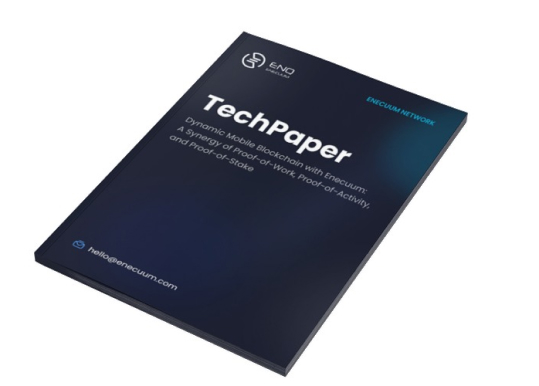 ENQ
ENECUUM
ENECUUM NETWORK
TechPaper
Dynamic Mobile Blockchain with Enecuum:
A Synergy of Proof-of-Work, Proof-of-Activity,
and Proof-of-Stake
hello@enecuum.com